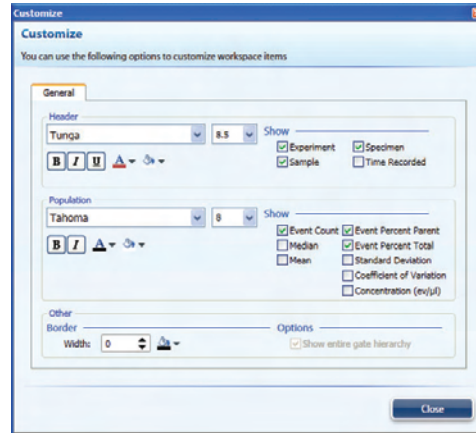 Customize
Customize
You can use the following options to customize workspace items
General
Header
Tunga 8.5 Show
Experiment Specimen
B I U A Sample Time Recorded
Population
Tahoma 8 Show
Event Count Event Percent Parent
B I A Median Event Percent Total
Mean Standard Deviation
Coefficient of Variation
Concentration (ev/µl)
Other
Border Options
Width: 0 Show entire gate hierarchy
Close